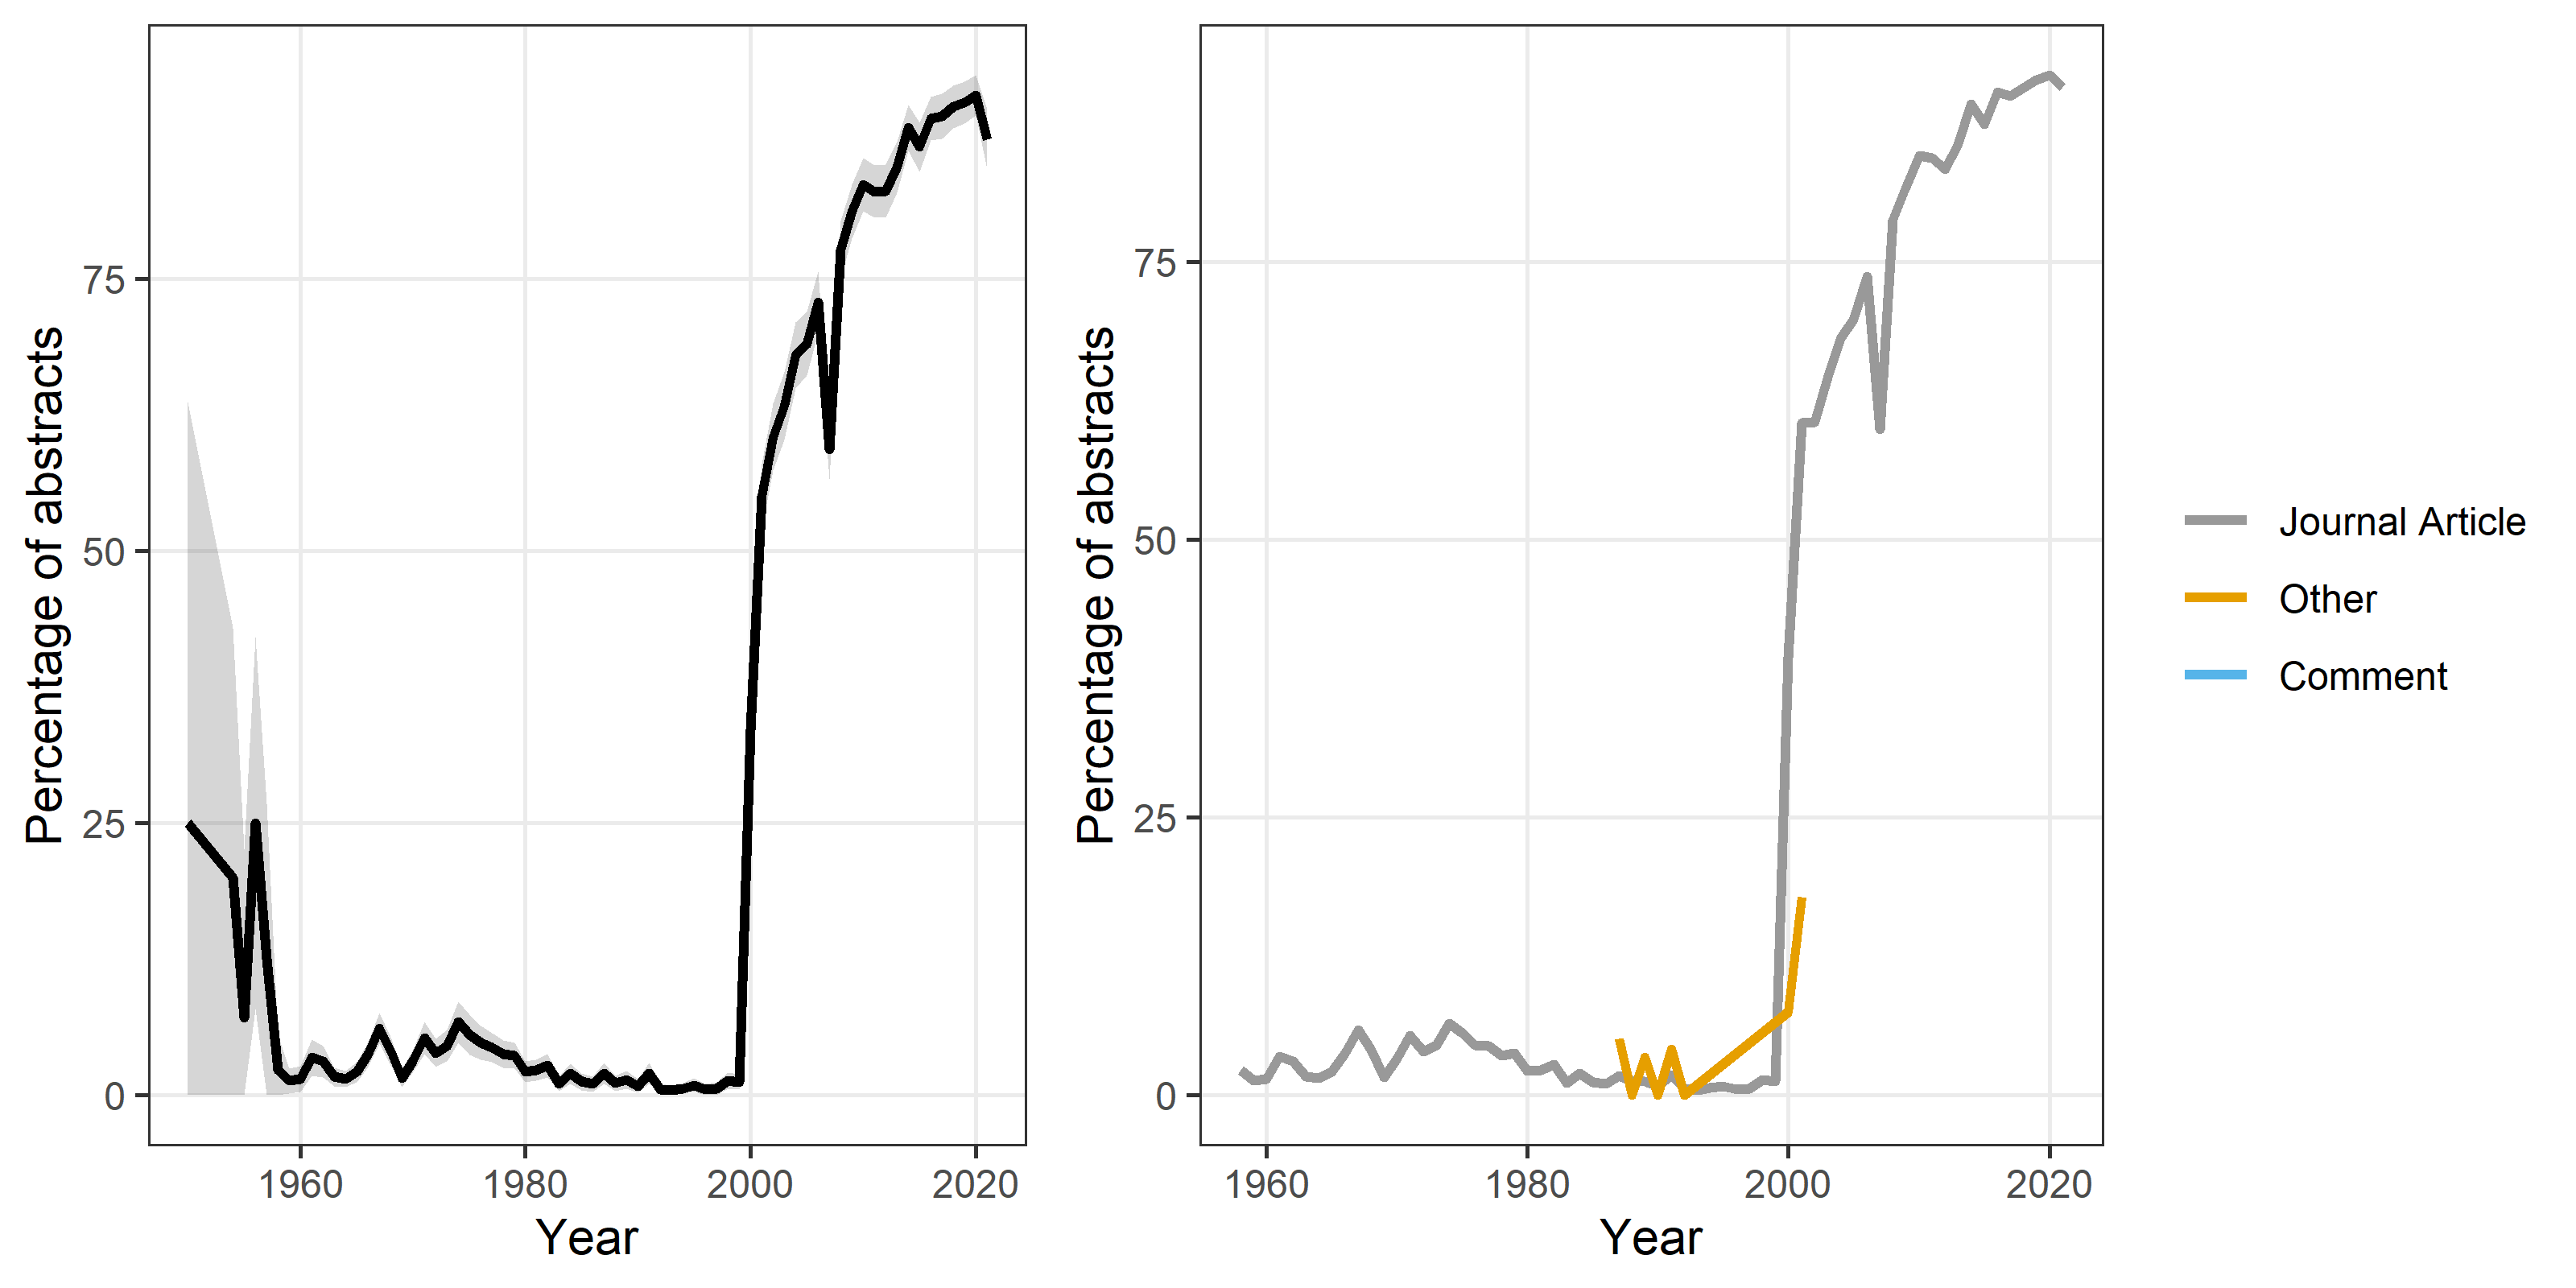 Percentage of abstracts
75
50
25
0
1960 1980 2000 2020
Year
Percentage of abstracts
75
50
25
0
1960 1980 2000 2020
Year
Journal Article
Other
Comment